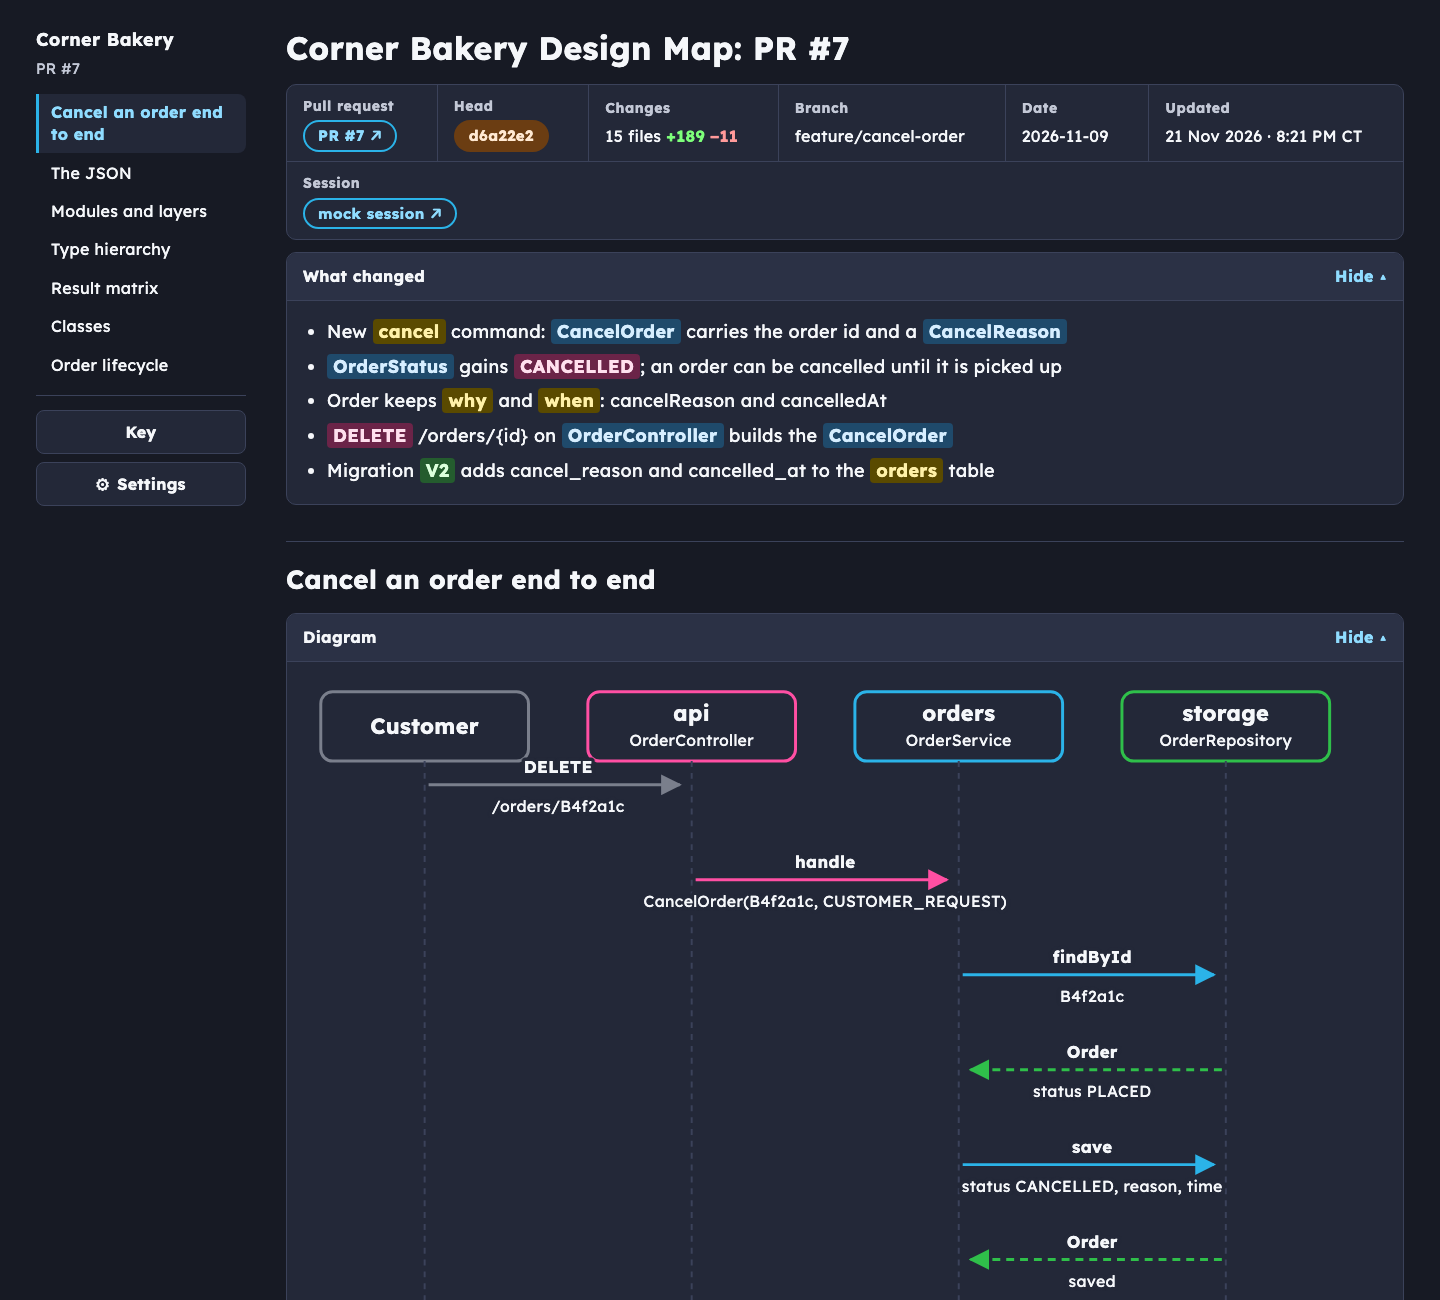 Corner Bakery
PR #7
Cancel an order end
to end
The JSON
Modules and layers
Type hierarchy
Result matrix
Classes
Order lifecycle
Key
⚙ Settings
Corner Bakery Design Map: PR #7
Pull request
PR #7 ↗
Head
d6a22e2
Changes
15 files +189 −11
Branch
feature/cancel-order
Date
2026-11-09
Updated
21 Nov 2026 · 8:21 PM CT
Session
mock session ↗
What changed
Hide ▴
• New cancel command: CancelOrder carries the order id and a CancelReason
• OrderStatus gains CANCELLED; an order can be cancelled until it is picked up
• Order keeps why and when: cancelReason and cancelledAt
• DELETE /orders/{id} on OrderController builds the CancelOrder
• Migration V2 adds cancel_reason and cancelled_at to the orders table
Cancel an order end to end
Diagram
Hide ▴
Customer
api
OrderController
orders
OrderService
storage
OrderRepository
DELETE
/orders/B4f2a1c
handle
CancelOrder(B4f2a1c, CUSTOMER_REQUEST)
findById
B4f2a1c
Order
status PLACED
save
status CANCELLED, reason, time
Order
saved